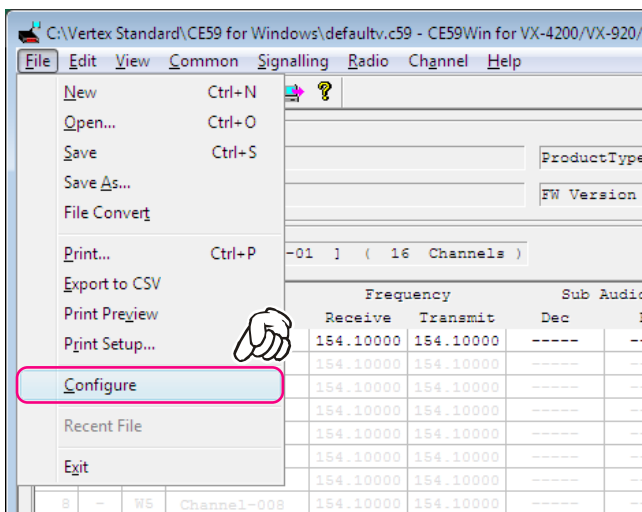 C:\Vertex Standard\CE59 for Windows\defaultv.c59 - CE59Win for VX-4200/VX-920/
File Edit View Common Signalling Radio Channel Help
New Ctrl+N
Open... Ctrl+O
Save Ctrl+S
ProductType
Save As...
FW Version
File Convert
Print... Ctrl+P
-01 ] ( 16 Channels )
Export to CSV
Frequency Sub Audio
Print Preview
Receive Transmit Dec
Print Setup...
154.10000 154.10000 -----
154.10000 154.10000 -----
Configure
154.10000 154.10000 -----
154.10000 154.10000 -----
Recent File
154.10000 154.10000 -----
154.10000 154.10000 -----
Exit
154.10000 154.10000 -----
8 - W5 Channel-008 154.10000 154.10000 -----